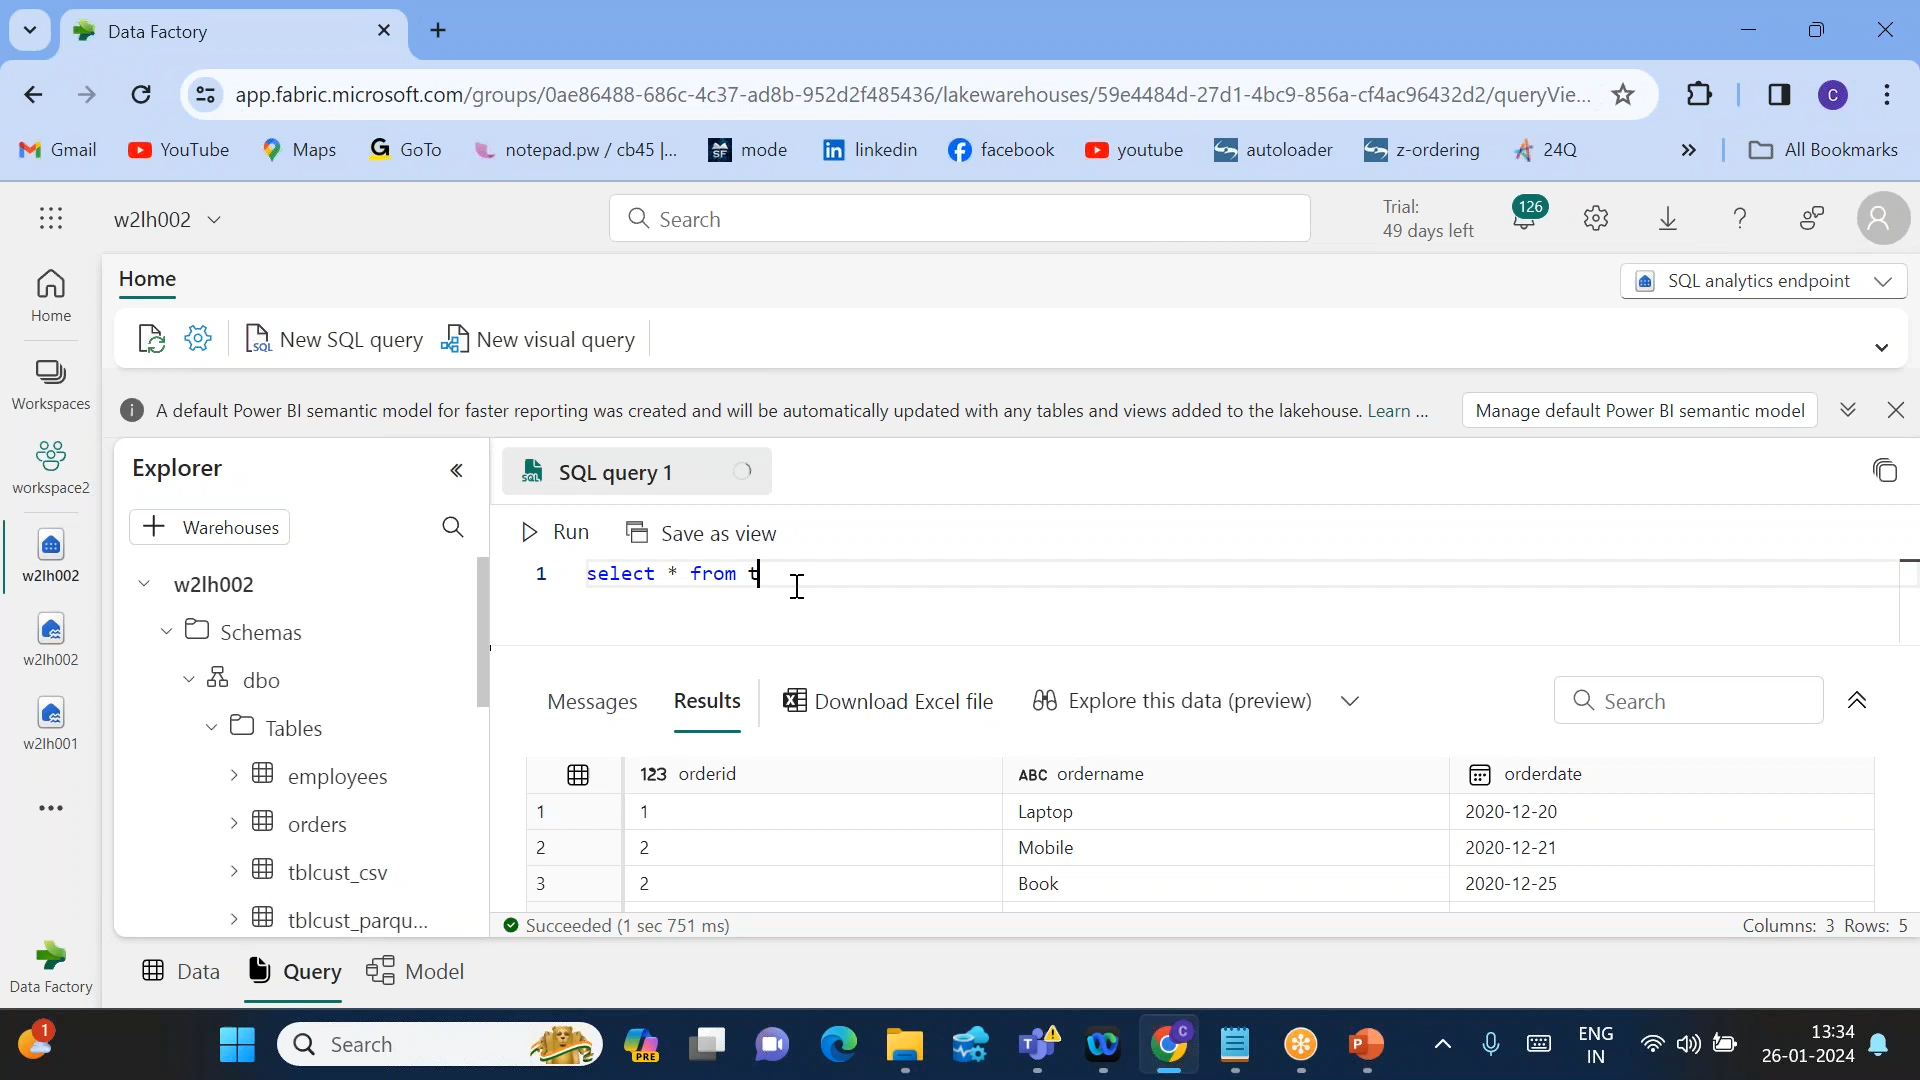 Data Factory
app.fabric.microsoft.com/groups/0ae86488-686c-4c37-ad8b-952d2f485436/lakewarehouses/59e4484d-27d1-4bc9-856a-cf4ac96432d2/queryVie...
C
Gmail
YouTube
Maps
GoTo
notepad.pw / cb45 |...
mode
linkedin
facebook
youtube
autoloader
z-ordering
24Q
All Bookmarks
w2lh002
Search
Trial:
49 days left
126
Home
SQL analytics endpoint
New SQL query
New visual query
A default Power BI semantic model for faster reporting was created and will be automatically updated with any tables and views added to the lakehouse. Learn ...
Manage default Power BI semantic model
Home
Workspaces
workspace2
w2lh002
w2lh002
w2lh001
Data Factory
Explorer
Warehouses
w2lh002
Schemas
dbo
Tables
employees
orders
tblcust_csv
tblcust_parqu...
SQL query 1
Run
Save as view
1 select * from t
Messages
Results
Download Excel file
Explore this data (preview)
Search
123 orderid ABC ordername orderdate
1 1 Laptop 2020-12-20
2 2 Mobile 2020-12-21
3 2 Book 2020-12-25
Succeeded (1 sec 751 ms)
Columns: 3 Rows: 5
Data
Query
Model
1
Search
PRE
C
ENG
IN
13:34
26-01-2024